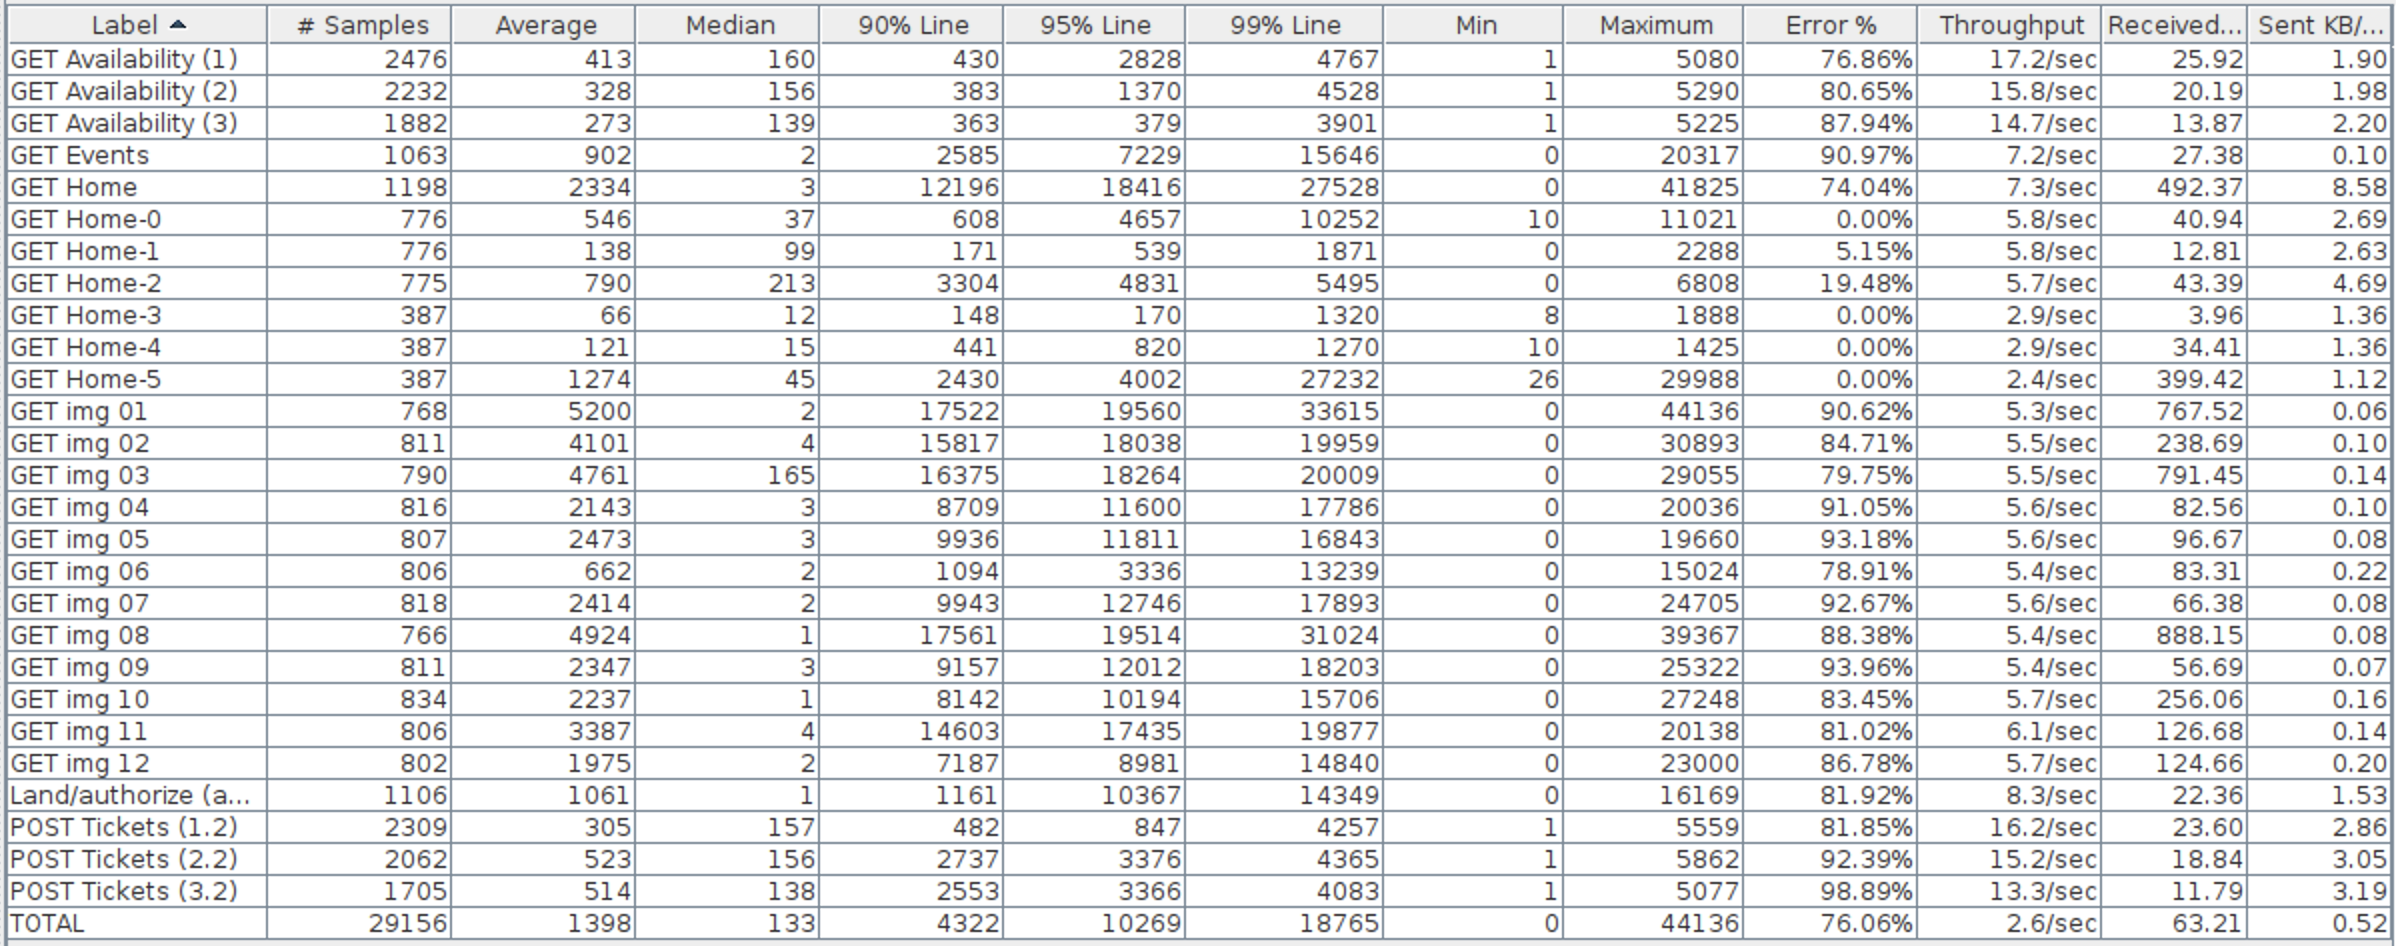 Label # Samples Average Median 90% Line 95% Line 99% Line Min Maximum Error % Throughput Received... Sent KB/...
GET Availability (1) 2476 413 160 430 2828 4767 1 5080 76.86% 17.2/sec 25.92 1.90
GET Availability (2) 2232 328 156 383 1370 4528 1 5290 80.65% 15.8/sec 20.19 1.98
GET Availability (3) 1882 273 139 363 379 3901 1 5225 87.94% 14.7/sec 13.87 2.20
GET Events 1063 902 2 2585 7229 15646 0 20317 90.97% 7.2/sec 27.38 0.10
GET Home 1198 2334 3 12196 18416 27528 0 41825 74.04% 7.3/sec 492.37 8.58
GET Home-0 776 546 37 608 4657 10252 10 11021 0.00% 5.8/sec 40.94 2.69
GET Home-1 776 138 99 171 539 1871 0 2288 5.15% 5.8/sec 12.81 2.63
GET Home-2 775 790 213 3304 4831 5495 0 6808 19.48% 5.7/sec 43.39 4.69
GET Home-3 387 66 12 148 170 1320 8 1888 0.00% 2.9/sec 3.96 1.36
GET Home-4 387 121 15 441 820 1270 10 1425 0.00% 2.9/sec 34.41 1.36
GET Home-5 387 1274 45 2430 4002 27232 26 29988 0.00% 2.4/sec 399.42 1.12
GET img 01 768 5200 2 17522 19560 33615 0 44136 90.62% 5.3/sec 767.52 0.06
GET img 02 811 4101 4 15817 18038 19959 0 30893 84.71% 5.5/sec 238.69 0.10
GET img 03 790 4761 165 16375 18264 20009 0 29055 79.75% 5.5/sec 791.45 0.14
GET img 04 816 2143 3 8709 11600 17786 0 20036 91.05% 5.6/sec 82.56 0.10
GET img 05 807 2473 3 9936 11811 16843 0 19660 93.18% 5.6/sec 96.67 0.08
GET img 06 806 662 2 1094 3336 13239 0 15024 78.91% 5.4/sec 83.31 0.22
GET img 07 818 2414 2 9943 12746 17893 0 24705 92.67% 5.6/sec 66.38 0.08
GET img 08 766 4924 1 17561 19514 31024 0 39367 88.38% 5.4/sec 888.15 0.08
GET img 09 811 2347 3 9157 12012 18203 0 25322 93.96% 5.4/sec 56.69 0.07
GET img 10 834 2237 1 8142 10194 15706 0 27248 83.45% 5.7/sec 256.06 0.16
GET img 11 806 3387 4 14603 17435 19877 0 20138 81.02% 6.1/sec 126.68 0.14
GET img 12 802 1975 2 7187 8981 14840 0 23000 86.78% 5.7/sec 124.66 0.20
Land/authorize (a... 1106 1061 1 1161 10367 14349 0 16169 81.92% 8.3/sec 22.36 1.53
POST Tickets (1.2) 2309 305 157 482 847 4257 1 5559 81.85% 16.2/sec 23.60 2.86
POST Tickets (2.2) 2062 523 156 2737 3376 4365 1 5862 92.39% 15.2/sec 18.84 3.05
POST Tickets (3.2) 1705 514 138 2553 3366 4083 1 5077 98.89% 13.3/sec 11.79 3.19
TOTAL 29156 1398 133 4322 10269 18765 0 44136 76.06% 2.6/sec 63.21 0.52